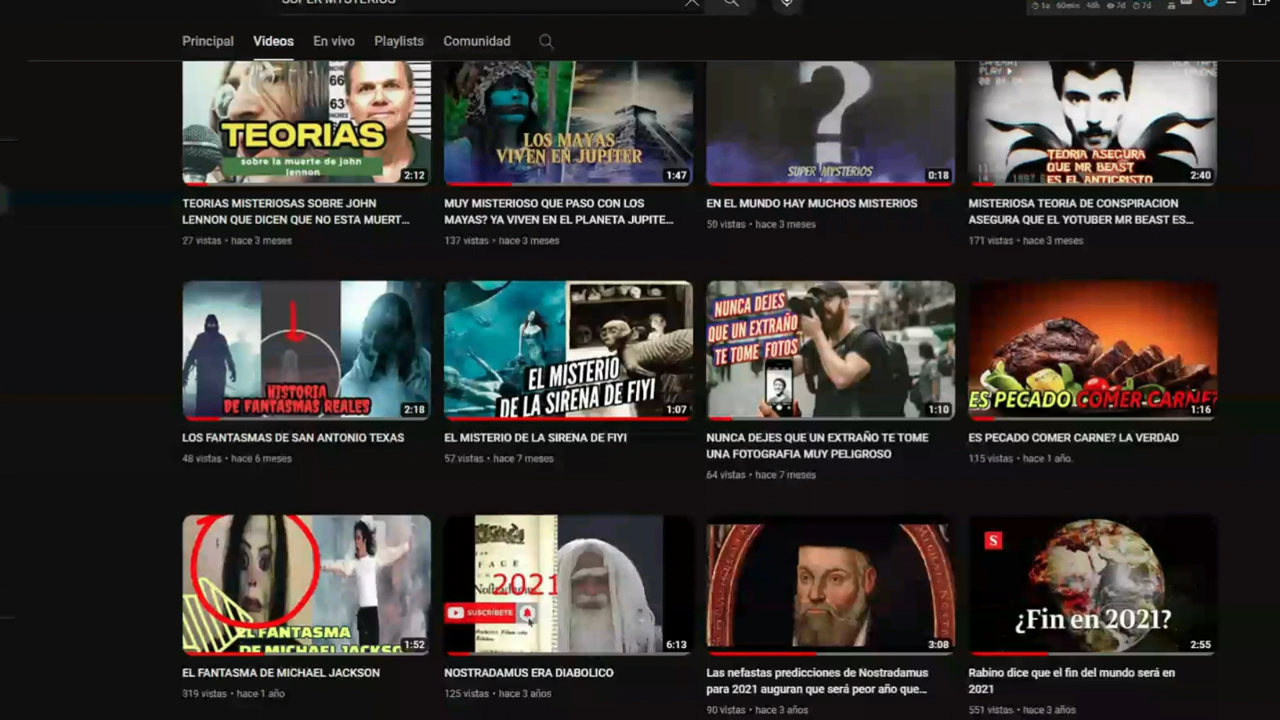 SUPER MYSTERIOS
1a 60min 48h 7d 7d
Principal Videos En vivo Playlists Comunidad
TEORIAS
sobre la muerte de john
lennon
2:12
LOS MAYAS
VIVEN EN JUPITER
1:47
SUPER MYSTERIOS
0:18
PLAY
TEORIA ASEGURA
QUE MR BEAST
ES EL ANTICRISTO
2:40
TEORIAS MISTERIOSAS SOBRE JOHN
LENNON QUE DICEN QUE NO ESTA MUERT...
27 vistas • hace 3 meses
MUY MISTERIOSO QUE PASO CON LOS
MAYAS? YA VIVEN EN EL PLANETA JUPITE...
137 vistas • hace 3 meses
EN EL MUNDO HAY MUCHOS MISTERIOS
50 vistas • hace 3 meses
MISTERIOSA TEORIA DE CONSPIRACION
ASEGURA QUE EL YOTUBER MR BEAST ES...
171 vistas • hace 3 meses
HISTORIA
DE FANTASMAS REALES
2:18
EL MISTERIO
DE LA SIRENA DE FIYI
1:07
NUNCA DEJES
QUE UN EXTRAÑO
TE TOME FOTOS
1:10
ES PECADO COMER CARNE?
1:16
LOS FANTASMAS DE SAN ANTONIO TEXAS
48 vistas • hace 6 meses
EL MISTERIO DE LA SIRENA DE FIYI
57 vistas • hace 7 meses
NUNCA DEJES QUE UN EXTRAÑO TE TOME
UNA FOTOGRAFIA MUY PELIGROSO
64 vistas • hace 7 meses
ES PECADO COMER CARNE? LA VERDAD
115 vistas • hace 1 año
EL FANTASMA
DE MICHAEL JACKSON
1:52
2021
SUSCRÍBETE
6:13
3:08
S
¿Fin en 2021?
2:55
EL FANTASMA DE MICHAEL JACKSON
319 vistas • hace 1 año
NOSTRADAMUS ERA DIABOLICO
125 vistas • hace 3 años
Las nefastas predicciones de Nostradamus
para 2021 auguran que será peor año que...
90 vistas • hace 3 años
Rabino dice que el fin del mundo será en
2021
551 vistas • hace 3 años